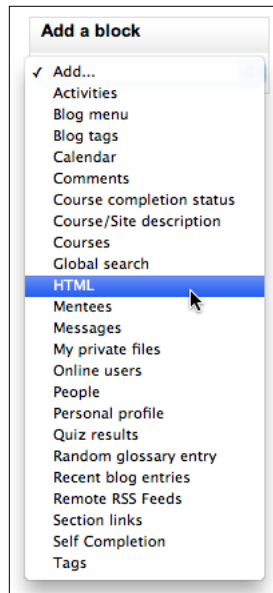 Add a block
✓ Add...
Activities
Blog menu
Blog tags
Calendar
Comments
Course completion status
Course/Site description
Courses
Global search
HTML
Mentees
Messages
My private files
Online users
People
Personal profile
Quiz results
Random glossary entry
Recent blog entries
Remote RSS Feeds
Section links
Self Completion
Tags